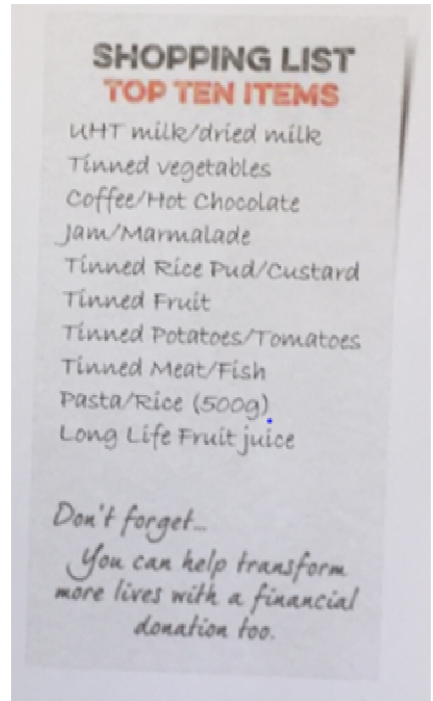 SHOPPING LIST
TOP TEN ITEMS
UHT milk/dried milk
Tinned vegetables
Coffee/Hot Chocolate
Jam/Marmalade
Tinned Rice Pud/Custard
Tinned Fruit
Tinned Potatoes/Tomatoes
Tinned Meat/Fish
Pasta/Rice (500g)
Long Life Fruit juice
Don't forget...
You can help transform
more lives with a financial
donation too.